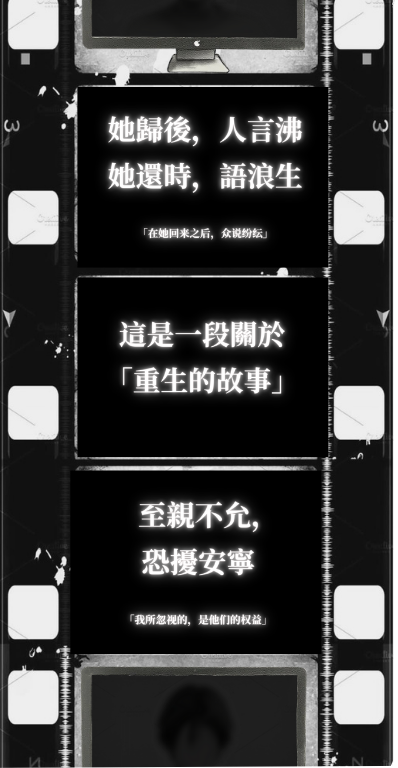 她歸後，人言沸
她還時，語浪生
「在她回来之后，众说纷纭」
這是一段關於
「重生的故事」
至親不允，
恐擾安寧
「我所忽视的，是他们的权益」